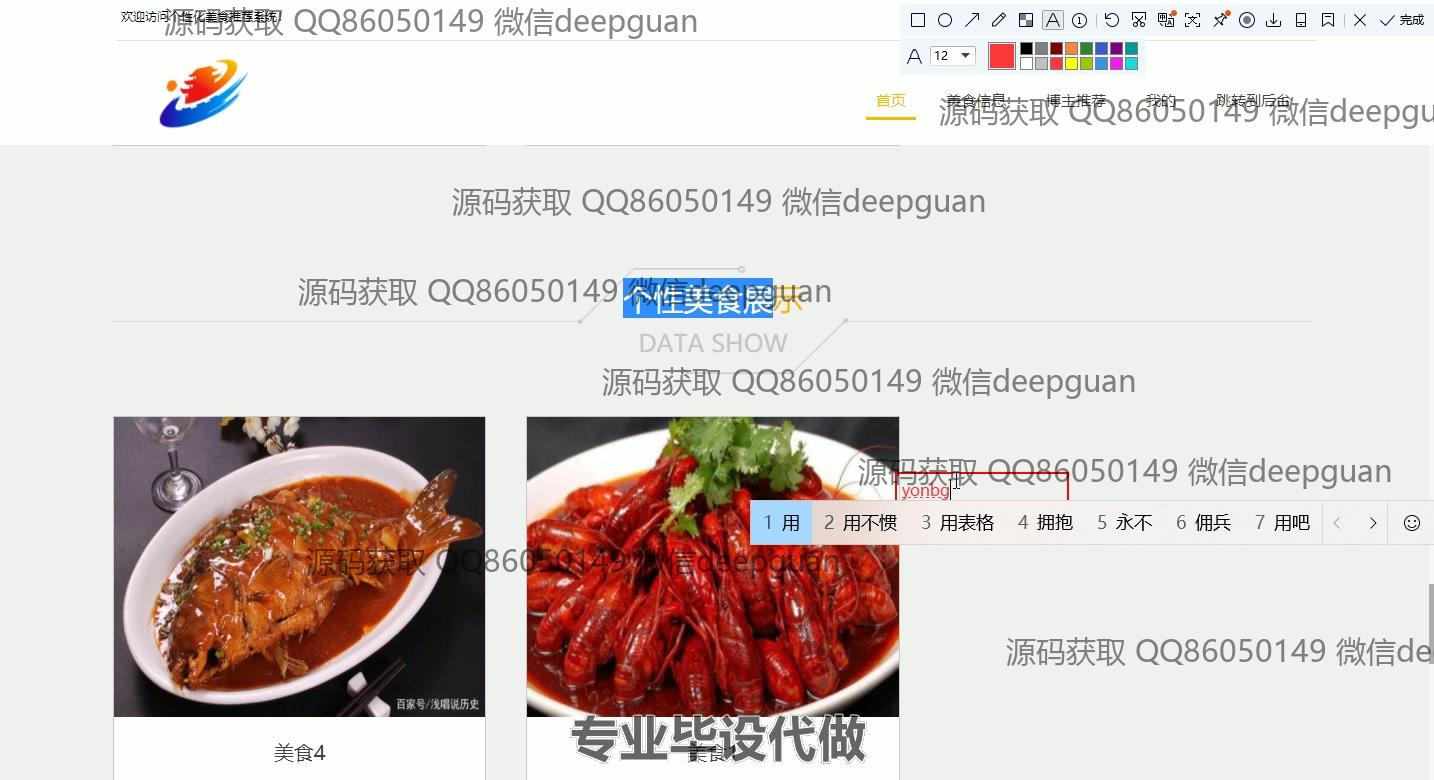 欢迎访问个性化美食推荐系统!
源码获取 QQ86050149 微信deepguan
完成
12
首页 美食信息 博主推荐 我的 跳转到后台
源码获取 QQ86050149 微信deepgu
源码获取 QQ86050149 微信deepguan
源码获取 QQ86050149 微信deepguan
个性美食展示
DATA SHOW
源码获取 QQ86050149 微信deepguan
源码获取 QQ86050149 微信deepguan
yonbg
1 用 2 用不惯 3 用表格 4 拥抱 5 永不 6 佣兵 7 用吧
源码获取 QQ86050149 微信deepguan
源码获取 QQ86050149 微信de
百家号/浅唱说历史
专业毕设代做
美食4